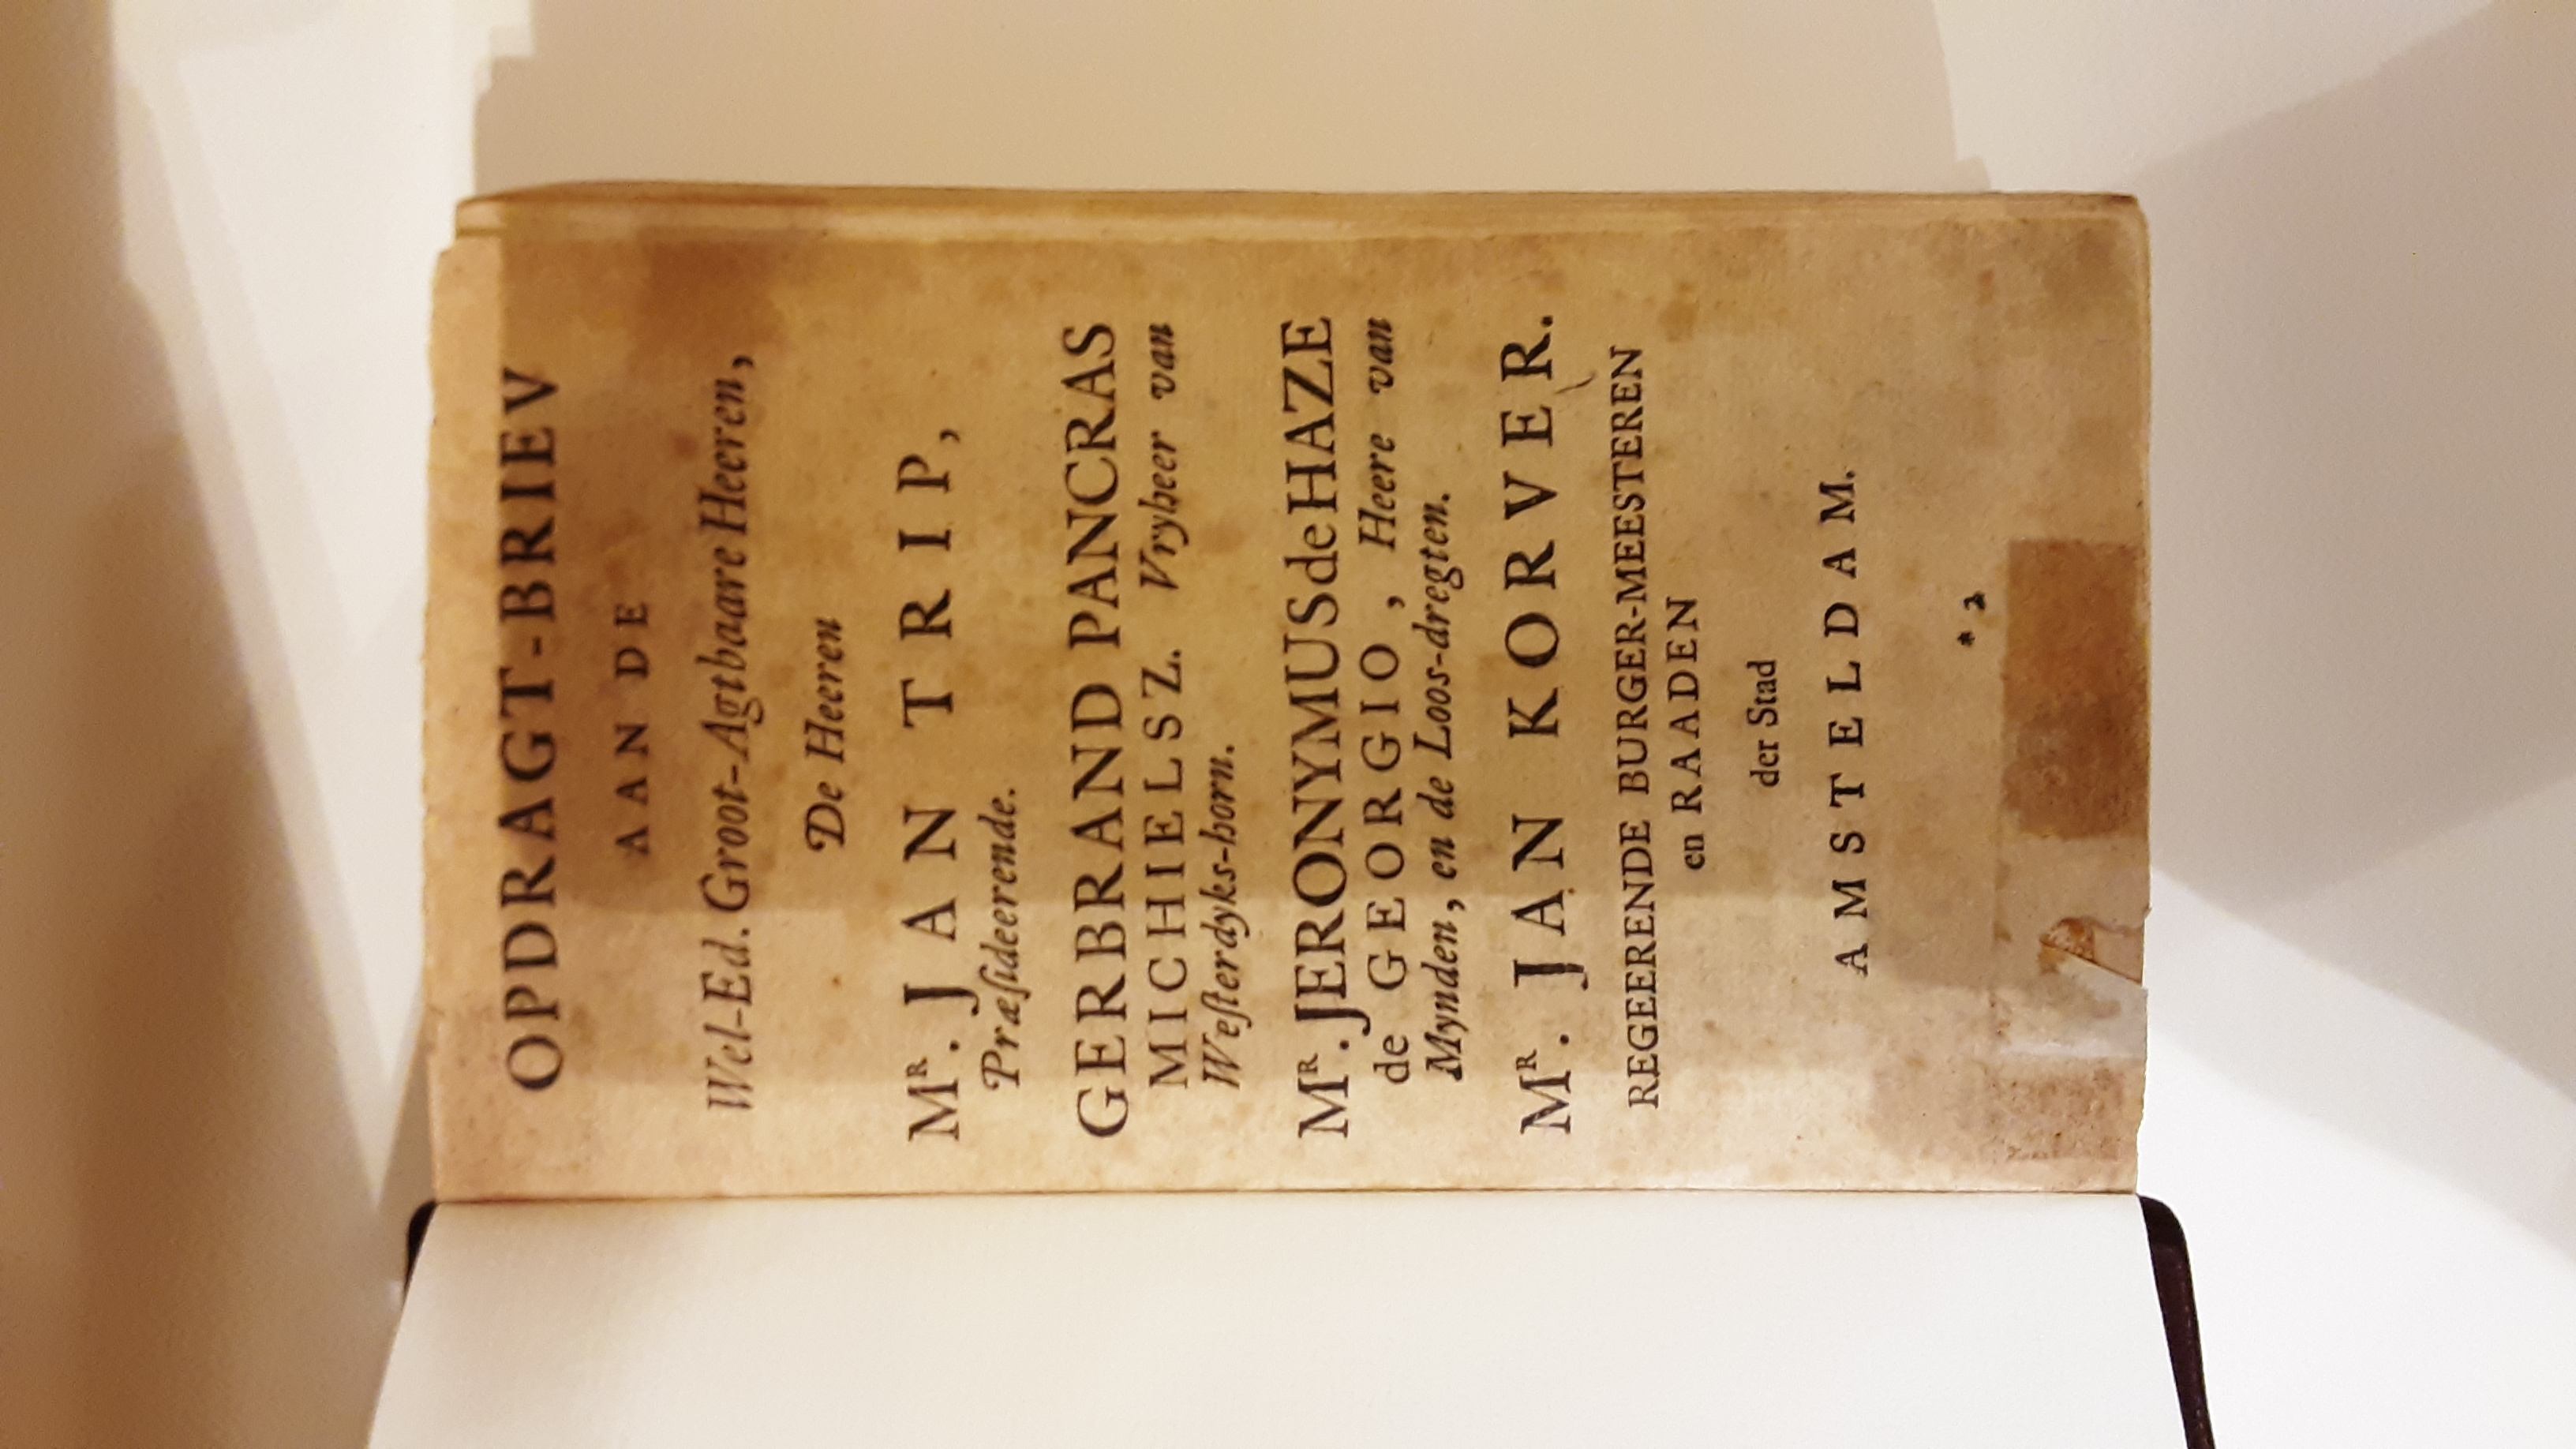 OPDRAGT-BRIEV
AAN DE
Wel-Ed. Groot-Agtbaare Heeren,
De Heeren
Mᴿ. JAN TRIP,
Præſideerende.
GERBRAND PANCRAS
MICHIELSZ. Vryheer van
Weſterdyks-horn.
Mᴿ. JERONYMUS de HAZE
de GEORGIO, Heere van
Mynden, en de Loos-dregten.
Mᴿ. JAN KORVER.
REGEERENDE BURGER-MEESTEREN
en RAADEN
der Stad
AMSTELDAM.
* 2